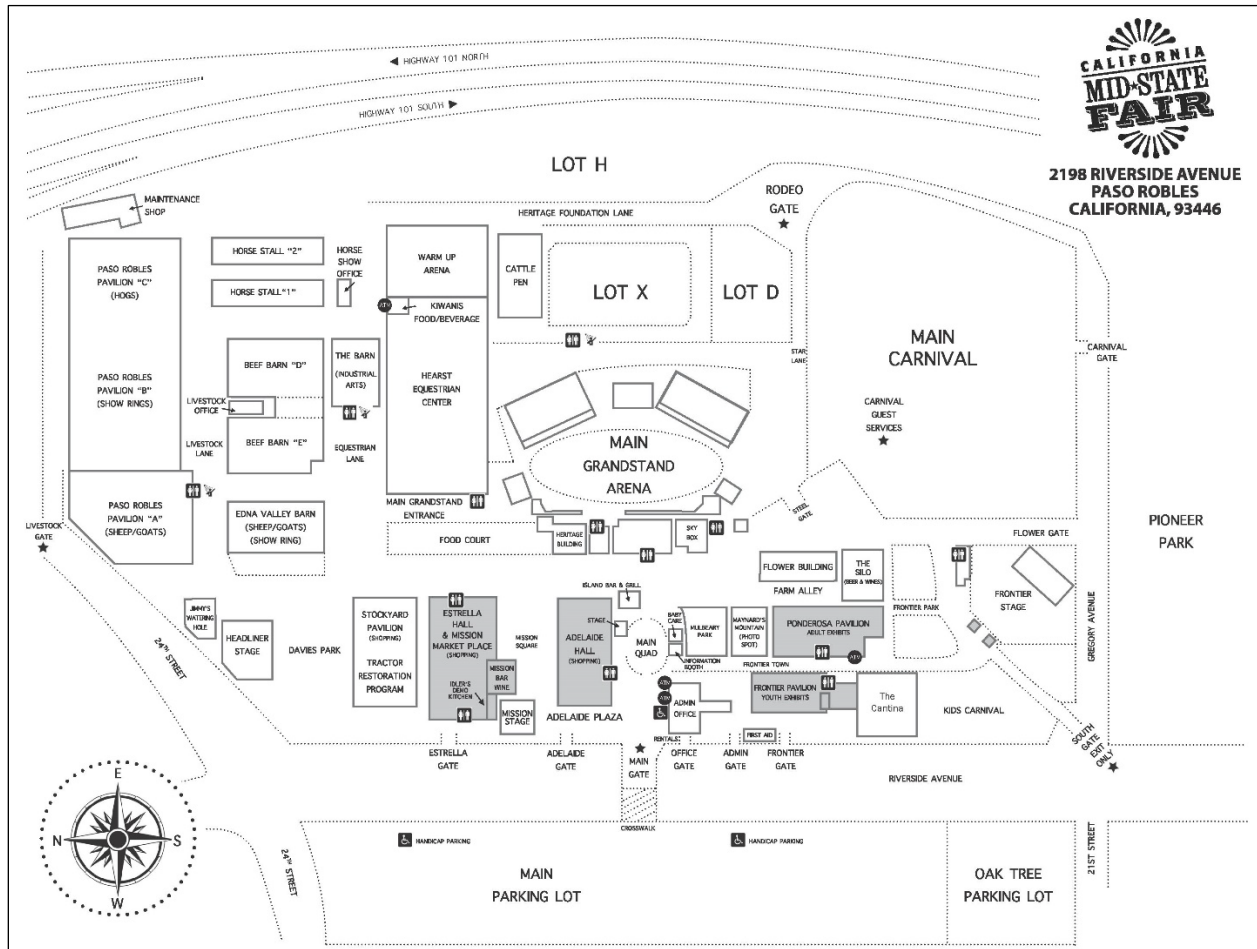 CALIFORNIA
MID★STATE
FAIR
2198 RIVERSIDE AVENUE
PASO ROBLES
CALIFORNIA, 93446
◄ HIGHWAY 101 NORTH
HIGHWAY 101 SOUTH ►
LOT H
RODEO
GATE
MAINTENANCE
SHOP
HERITAGE FOUNDATION LANE
PASO ROBLES
PAVILION "C"
(HOGS)
HORSE STALL "2"
HORSE STALL"1"
HORSE
SHOW
OFFICE
WARM UP
ARENA
CATTLE
PEN
LOT X
LOT D
ATM
KIWANIS
FOOD/BEVERAGE
MAIN
CARNIVAL
CARNIVAL
GATE
STAR
LANE
PASO ROBLES
PAVILION "B"
(SHOW RINGS)
BEEF BARN "D"
THE BARN
(INDUSTRIAL
ARTS)
HEARST
EQUESTRIAN
CENTER
LIVESTOCK
OFFICE
CARNIVAL
GUEST
SERVICES
LIVESTOCK
LANE
BEEF BARN "E"
EQUESTRIAN
LANE
MAIN
GRANDSTAND
ARENA
PASO ROBLES
PAVILION "A"
(SHEEP/GOATS)
EDNA VALLEY BARN
(SHEEP/GOATS)
(SHOW RING)
MAIN GRANDSTAND
ENTRANCE
FOOD COURT
HERITAGE
BUILDING
SKY
BOX
STEEL
GATE
LIVESTOCK
GATE
FLOWER GATE
PIONEER
PARK
FLOWER BUILDING
THE
SILO
(BEER & WINES)
FARM ALLEY
FRONTIER
STAGE
ISLAND BAR & GRILL
FRONTIER PARK
JIMMY'S
WATERING
HOLE
HEADLINER
STAGE
DAVIES PARK
STOCKYARD
PAVILION
(SHOPPING)
TRACTOR
RESTORATION
PROGRAM
ESTRELLA
HALL
& MISSION
MARKET PLACE
(SHOPPING)
MISSION
SQUARE
MISSION
BAR
WINE
IDLER'S
DEMO
KITCHEN
MISSION
STAGE
STAGE
ADELAIDE
HALL
(SHOPPING)
ADELAIDE PLAZA
MAIN
QUAD
BABY
CARE
MULBEARY
PARK
MAYNARD'S
MOUNTAIN
(PHOTO
SPOT)
PONDEROSA PAVILION
ADULT EXHIBITS
ATM
INFORMATION
BOOTH
FRONTIER TOWN
GREGORY AVENUE
ATM
ATM
ADMIN
OFFICE
FRONTIER PAVILION
YOUTH EXHIBITS
The
Cantina
KIDS CARNIVAL
RENTALS
FIRST AID
24TH STREET
ESTRELLA
GATE
ADELAIDE
GATE
MAIN
GATE
OFFICE
GATE
ADMIN
GATE
FRONTIER
GATE
SOUTH
GATE
EXIT
ONLY
RIVERSIDE AVENUE
CROSSWALK
HANDICAP PARKING
HANDICAP PARKING
24TH STREET
MAIN
PARKING LOT
OAK TREE
PARKING LOT
21ST STREET
E
N
S
W